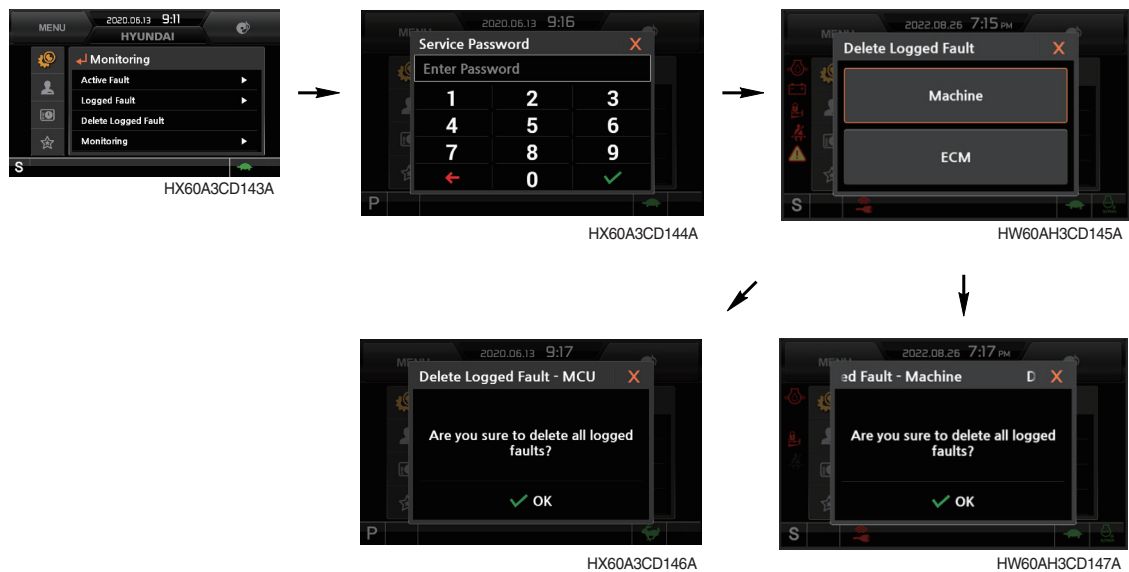 MENU
2020.06.13 9:11
HYUNDAI
Monitoring
Active Fault
Logged Fault
Delete Logged Fault
Monitoring
S
HX60A3CD143A
2020.06.13 9:16
Service Password X
Enter Password
1 2 3
4 5 6
7 8 9
0
P
HX60A3CD144A
2022.08.26 7:15 PM
Delete Logged Fault X
Machine
ECM
S
HW60AH3CD145A
2020.06.13 9:17
Delete Logged Fault - MCU X
Are you sure to delete all logged
faults?
OK
P
HX60A3CD146A
2022.08.26 7:17 PM
ed Fault - Machine D X
Are you sure to delete all logged
faults?
OK
S
HW60AH3CD147A